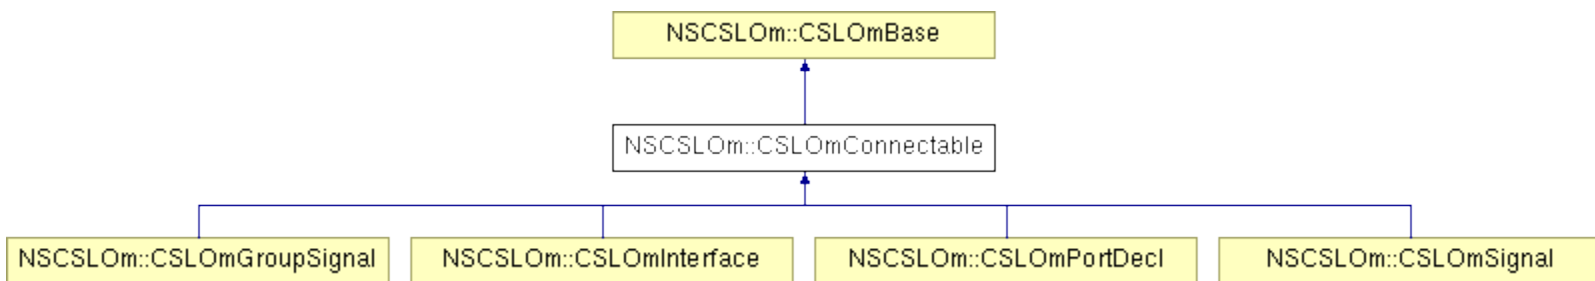 NSCSLOm::CSLOmBase
NSCSLOm::CSLOmConnectable
NSCSLOm::CSLOmGroupSignal
NSCSLOm::CSLOmInterface
NSCSLOm::CSLOmPortDecl
NSCSLOm::CSLOmSignal